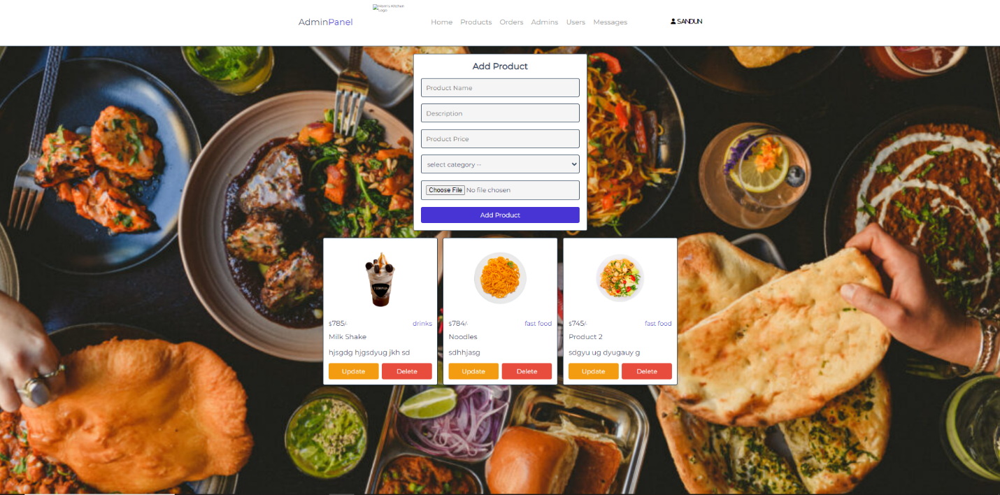 Mom's Kitchen
Logo
AdminPanel
Home Products Orders Admins Users Messages
SANDUN
Add Product
Product Name
Description
Product Price
select category --
Choose File No file chosen
Add Product
$785/- drinks
Milk Shake
hjsgdg hjgsdyug jkh sd
Update Delete
$784/- fast food
Noodles
sdhhjasg
Update Delete
$745/- fast food
Product 2
sdgyu ug dyugauy g
Update Delete